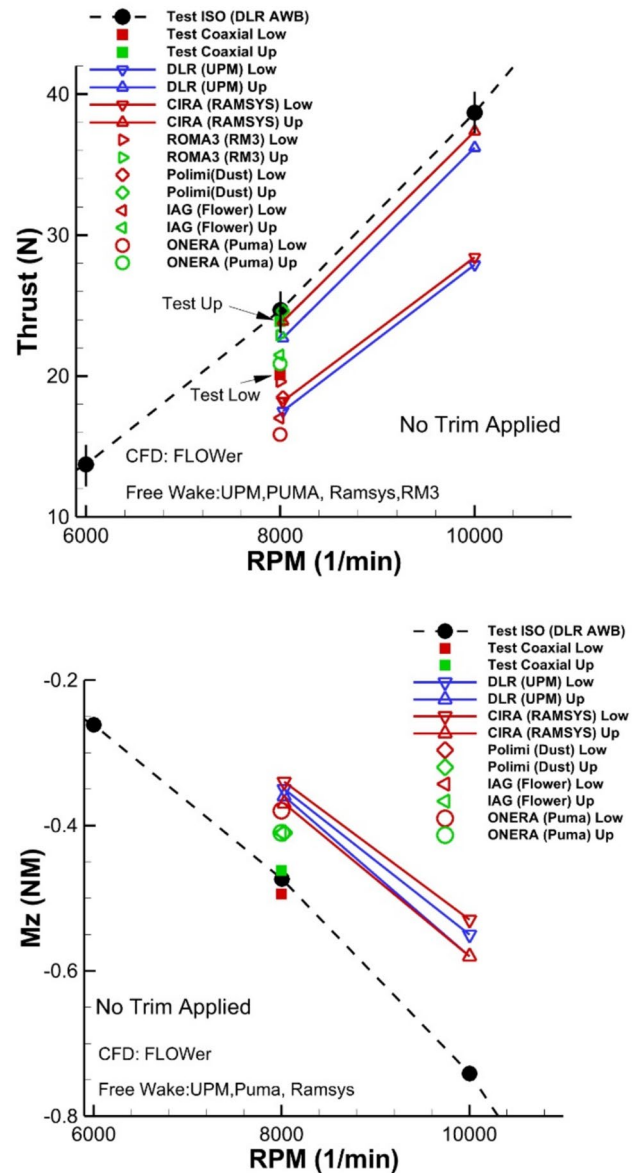 Test ISO (DLR AWB)
Test Coaxial Low
Test Coaxial Up
DLR (UPM) Low
DLR (UPM) Up
CIRA (RAMSYS) Low
CIRA (RAMSYS) Up
ROMA3 (RM3) Low
ROMA3 (RM3) Up
Polimi(Dust) Low
Polimi(Dust) Up
IAG (Flower) Low
IAG (Flower) Up
ONERA (Puma) Low
ONERA (Puma) Up
40
30
20
10
Thrust (N)
Test Up
Test Low
No Trim Applied
CFD: FLOWer
Free Wake:UPM,PUMA, Ramsys,RM3
6000 8000 10000
RPM (1/min)
Test ISO (DLR AWB)
Test Coaxial Low
Test Coaxial Up
DLR (UPM) Low
DLR (UPM) Up
CIRA (RAMSYS) Low
CIRA (RAMSYS) Up
Polimi (Dust) Low
Polimi (Dust) Up
IAG (Flower) Low
IAG (Flower) Up
ONERA (Puma) Low
ONERA (Puma) Up
-0.2
-0.4
-0.6
-0.8
Mz (NM)
No Trim Applied
CFD: FLOWer
Free Wake:UPM,Puma, Ramsys
6000 8000 10000
RPM (1/min)